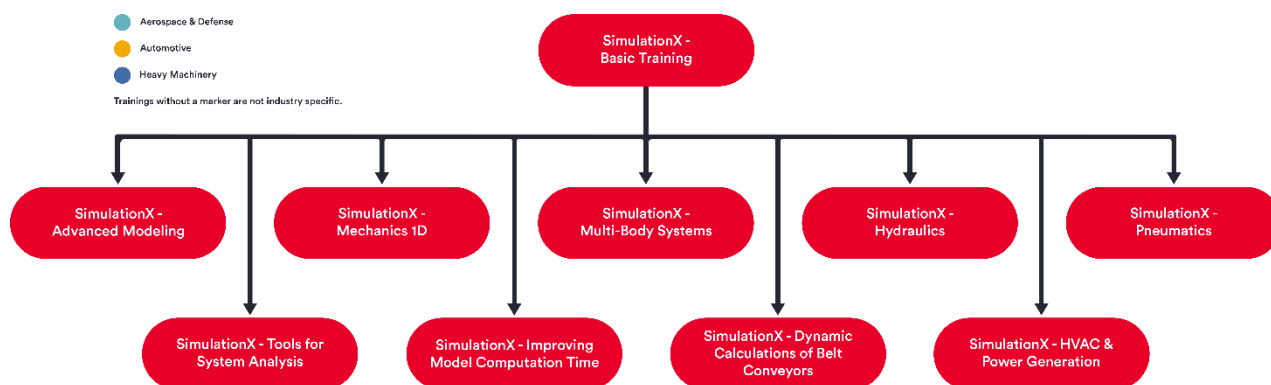 Aerospace & Defense
Automotive
Heavy Machinery
Trainings without a marker are not industry specific.
SimulationX -
Basic Training
SimulationX -
Advanced Modeling
SimulationX -
Mechanics 1D
SimulationX -
Multi-Body Systems
SimulationX -
Hydraulics
SimulationX -
Pneumatics
SimulationX - Tools for
System Analysis
SimulationX - Improving
Model Computation Time
SimulationX - Dynamic
Calculations of Belt
Conveyors
SimulationX - HVAC &
Power Generation